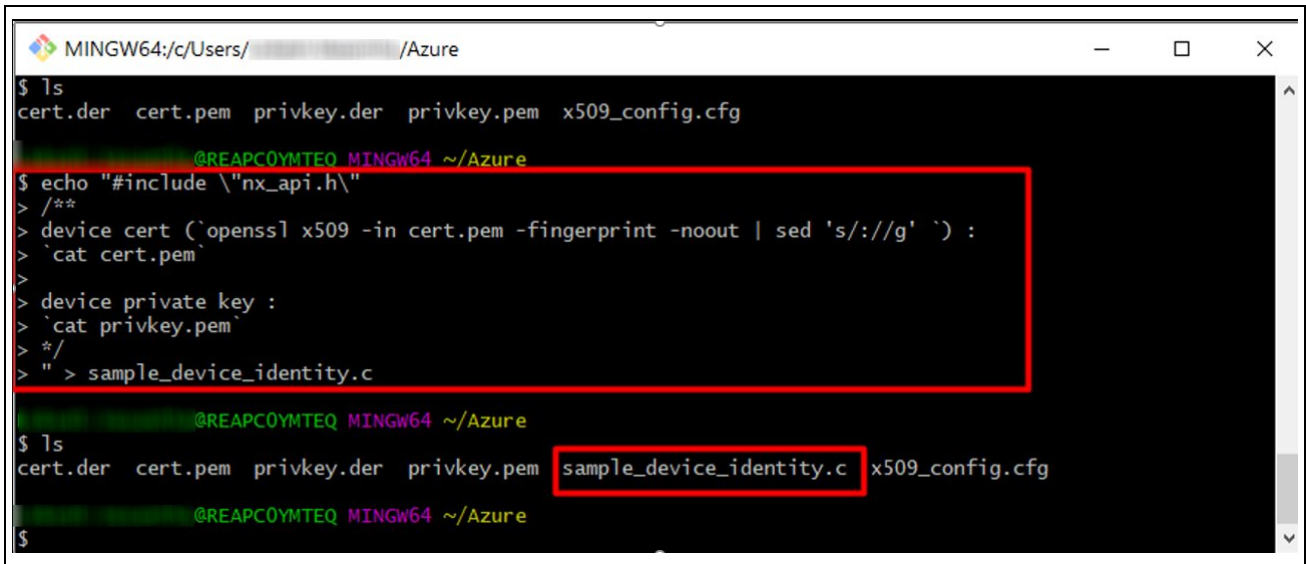 MINGW64:/c/Users/ /Azure
$ ls
cert.der cert.pem privkey.der privkey.pem x509_config.cfg
@REAPC0YMTEQ MINGW64 ~/Azure
$ echo "#include \"nx_api.h\"
> /**
> device cert (`openssl x509 -in cert.pem -fingerprint -noout | sed 's/://g' `) :
> `cat cert.pem`
>
> device private key :
> `cat privkey.pem`
> */
> " > sample_device_identity.c
@REAPC0YMTEQ MINGW64 ~/Azure
$ ls
cert.der cert.pem privkey.der privkey.pem sample_device_identity.c x509_config.cfg
@REAPC0YMTEQ MINGW64 ~/Azure
$